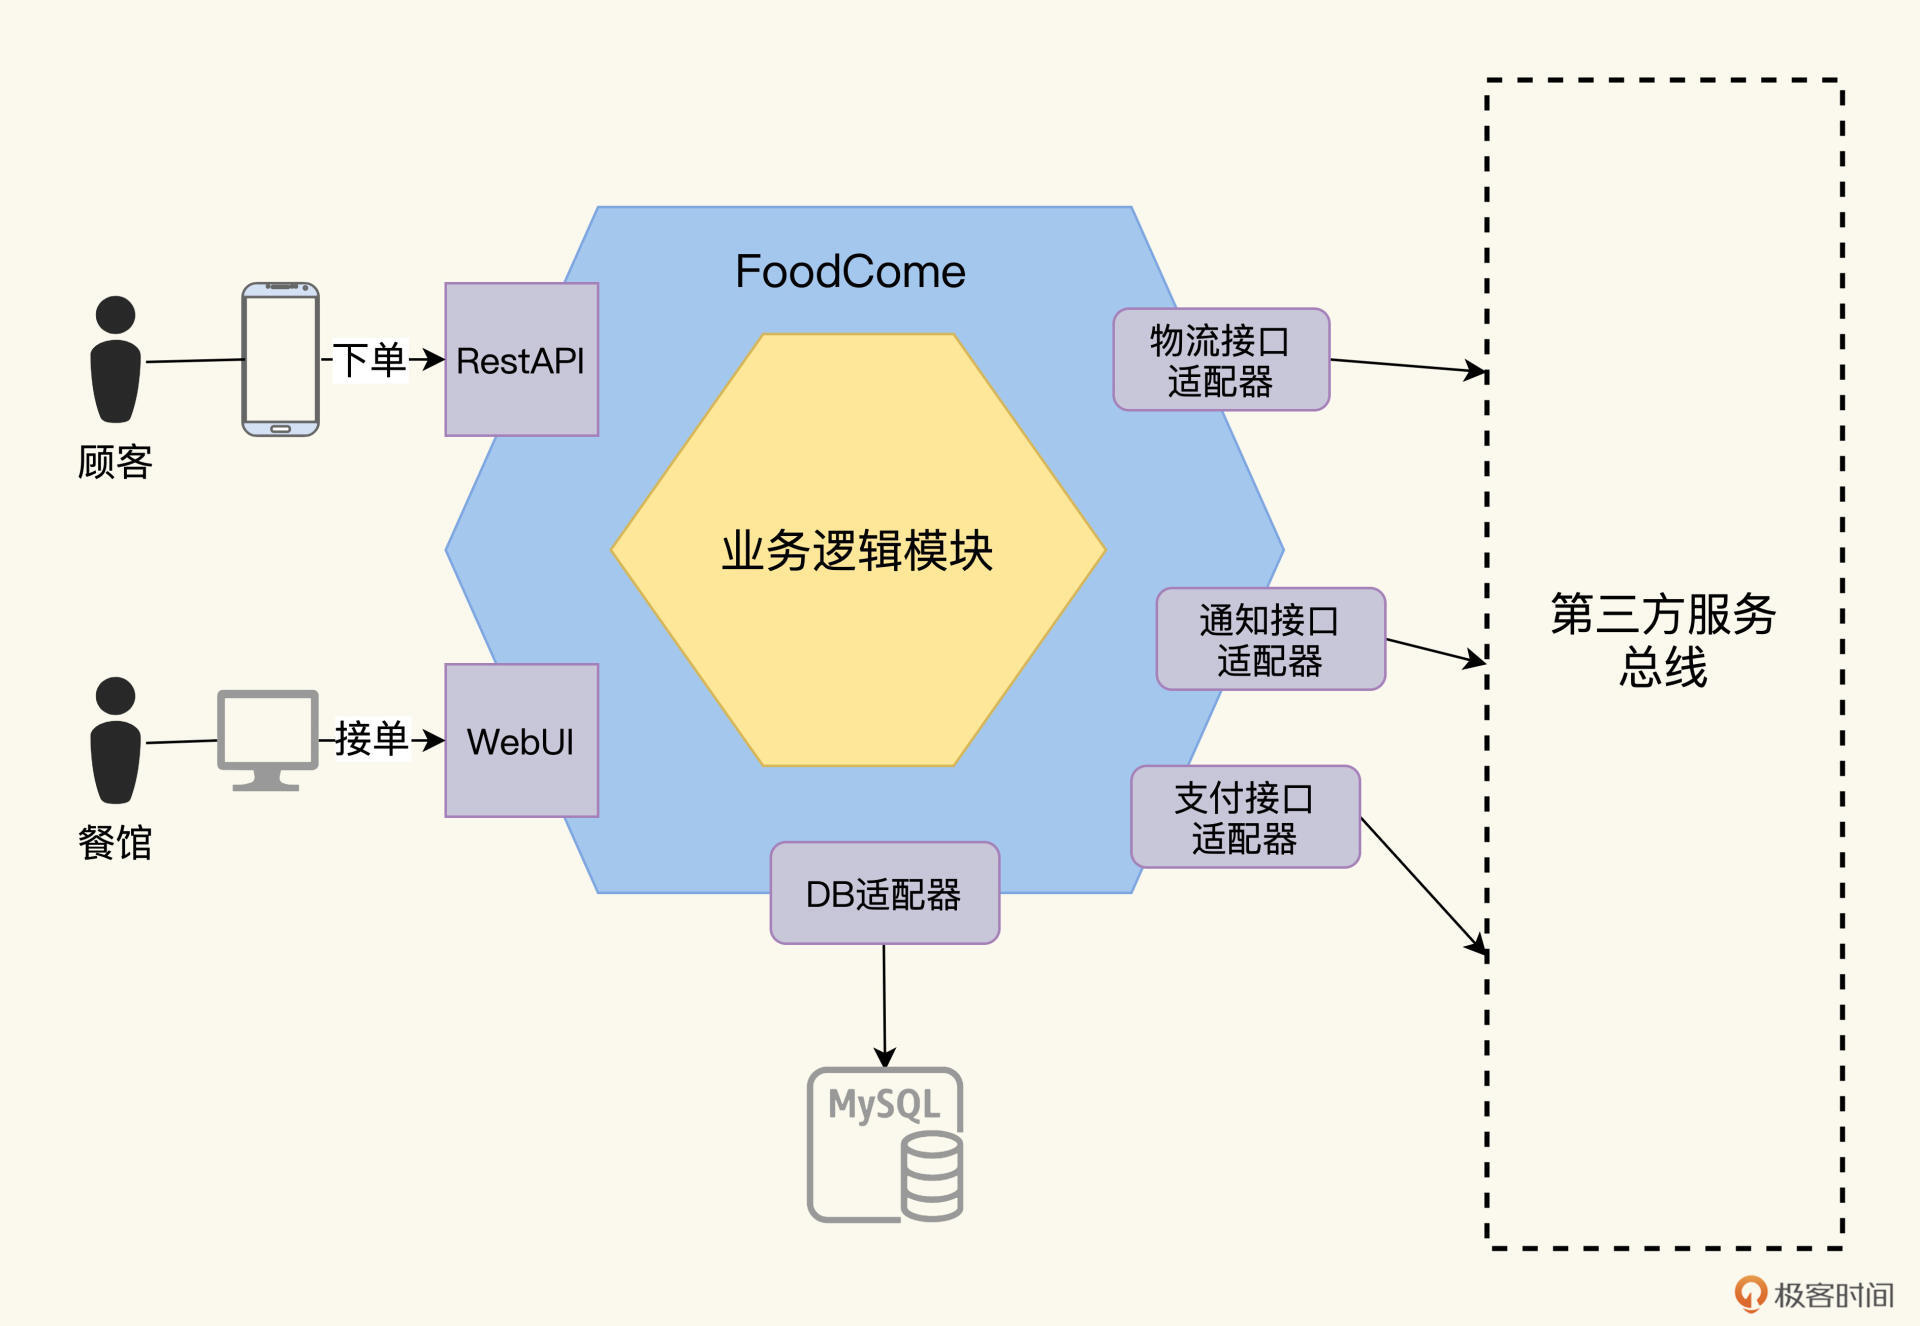 FoodCome
顾客
下单
RestAPI
业务逻辑模块
餐馆
接单
WebUI
物流接口
适配器
通知接口
适配器
支付接口
适配器
DB适配器
MySQL
第三方服务
总线
极客时间